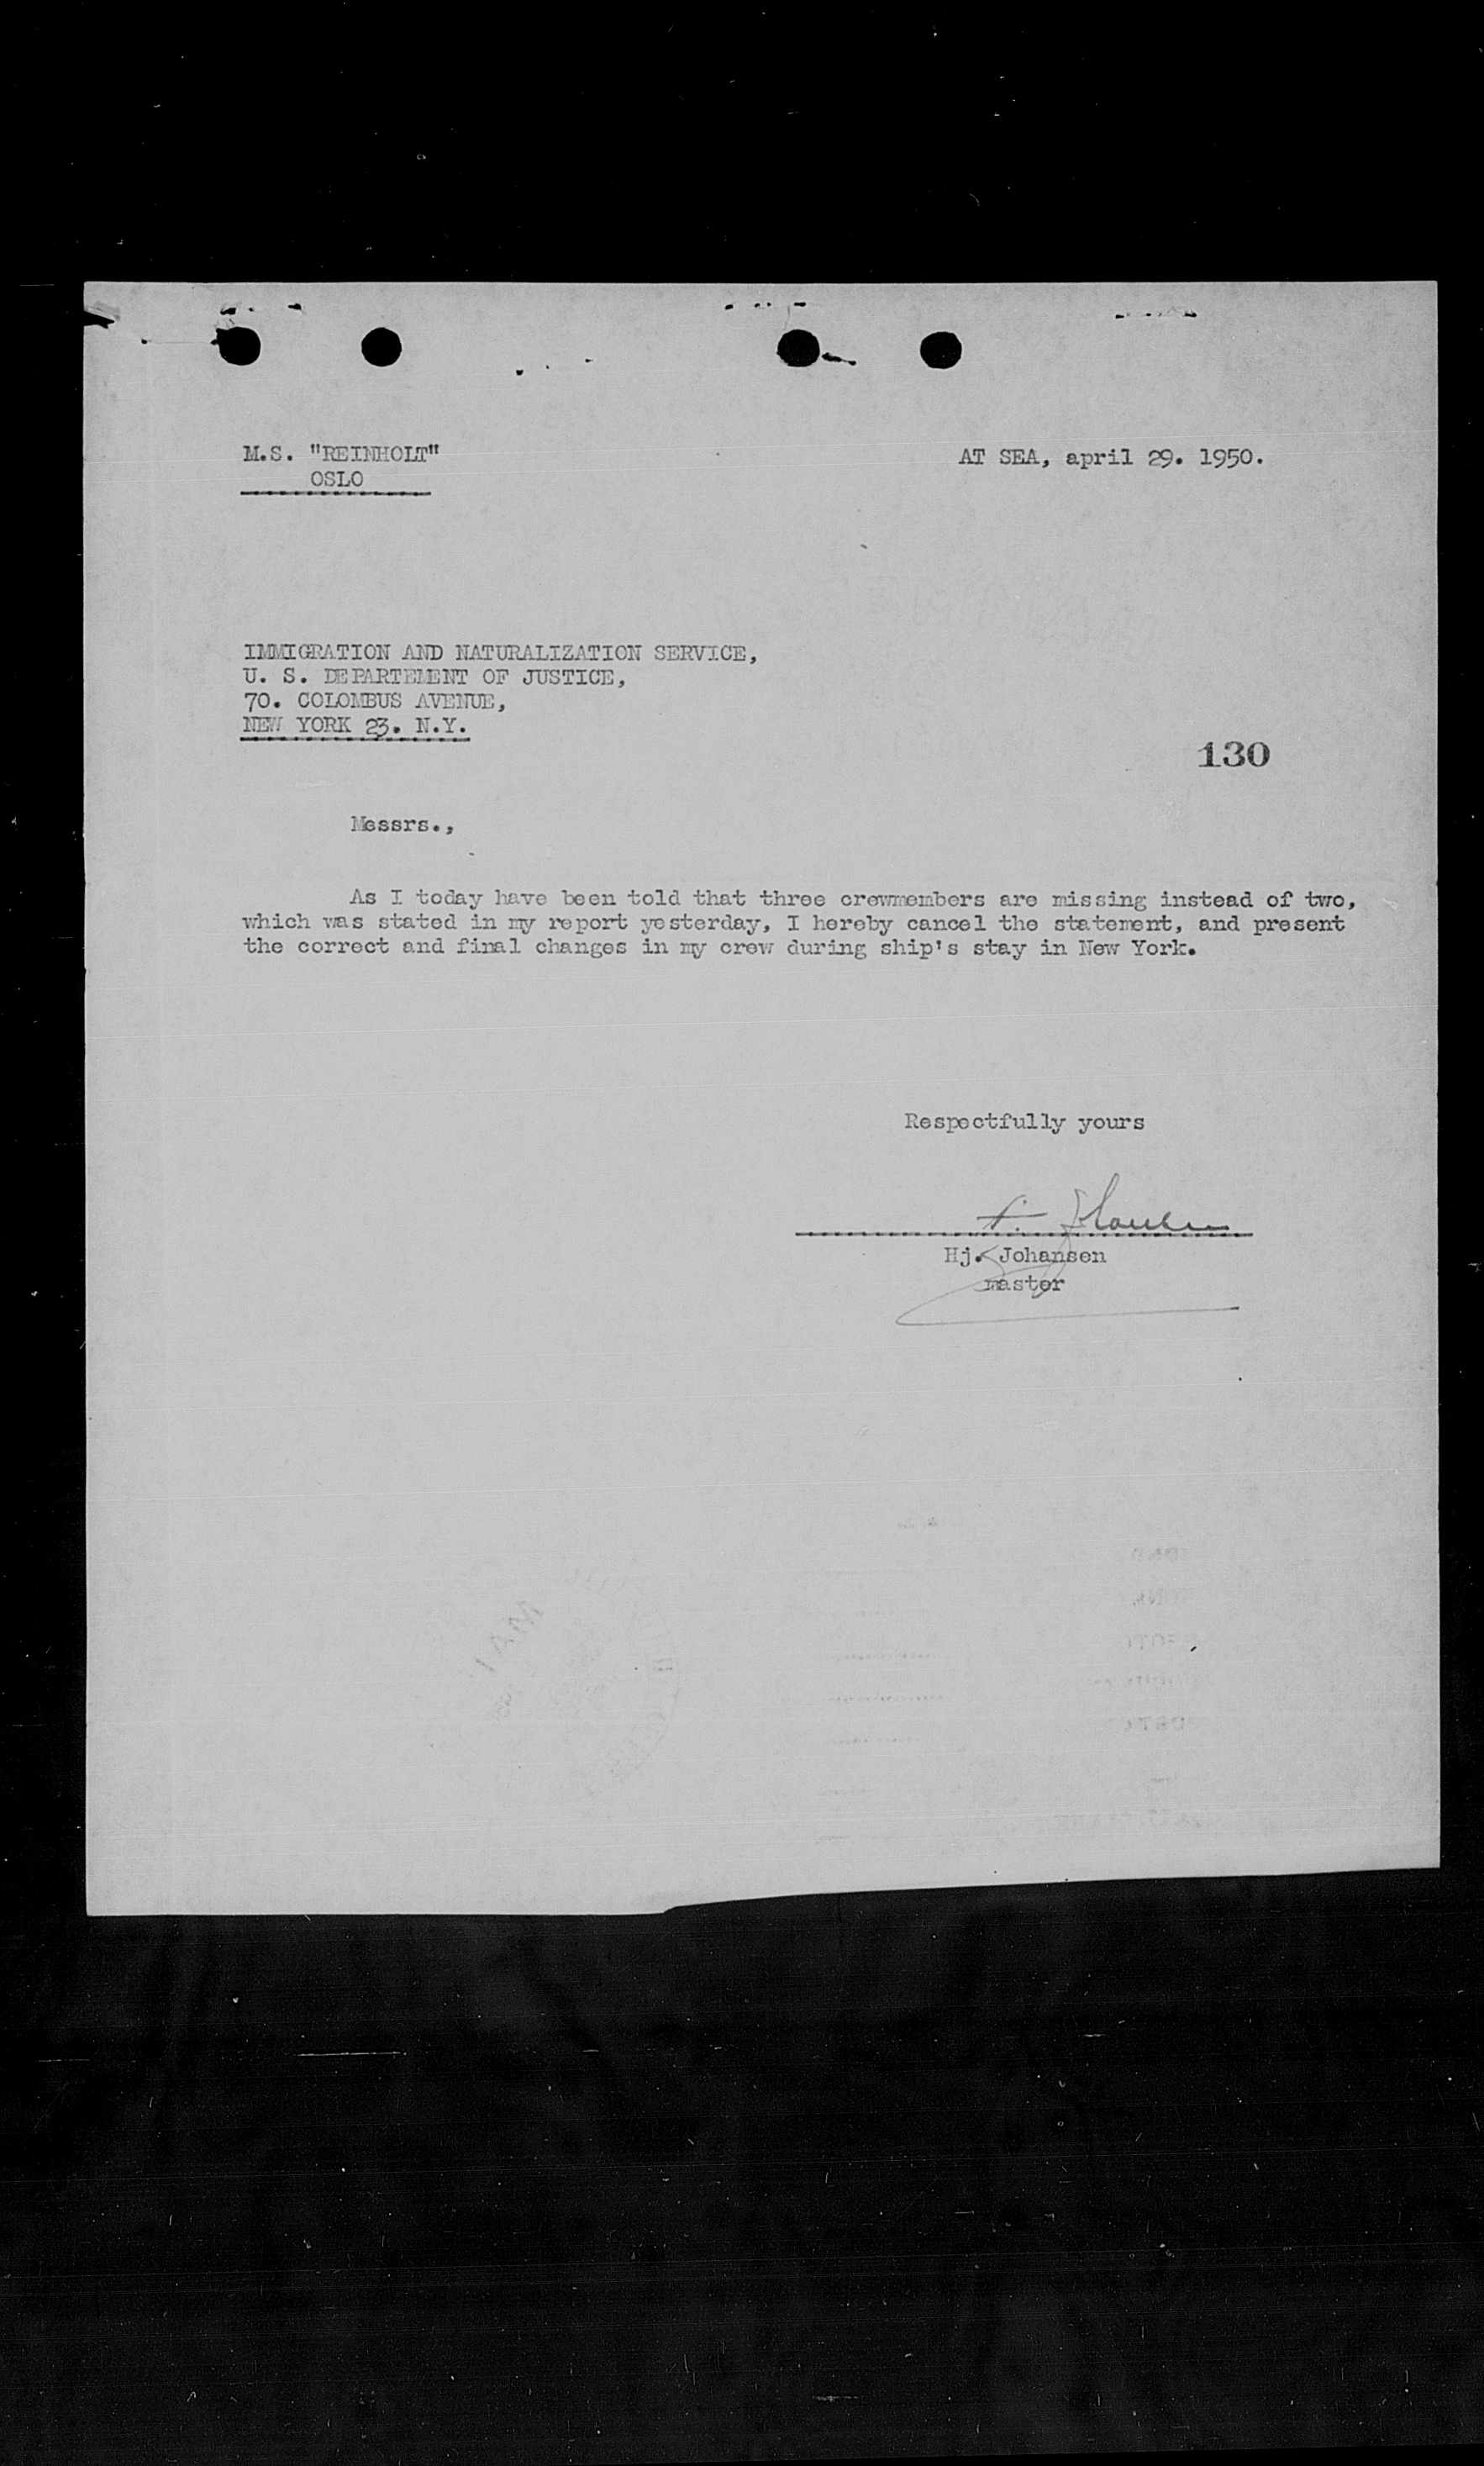 M.S. "REINHOLT"
OSLO
AT SEA, april 29. 1950.
IMMIGRATION AND NATURALIZATION SERVICE,
U. S. DEPARTEMENT OF JUSTICE,
70. COLOMBUS AVENUE,
NEW YORK 23. N.Y.
130
Messrs.,
As I today have been told that three crewmembers are missing instead of two,
which was stated in my report yesterday, I hereby cancel the statement, and present
the correct and final changes in my crew during ship's stay in New York.
Respectfully yours
Hj. Johansen
master